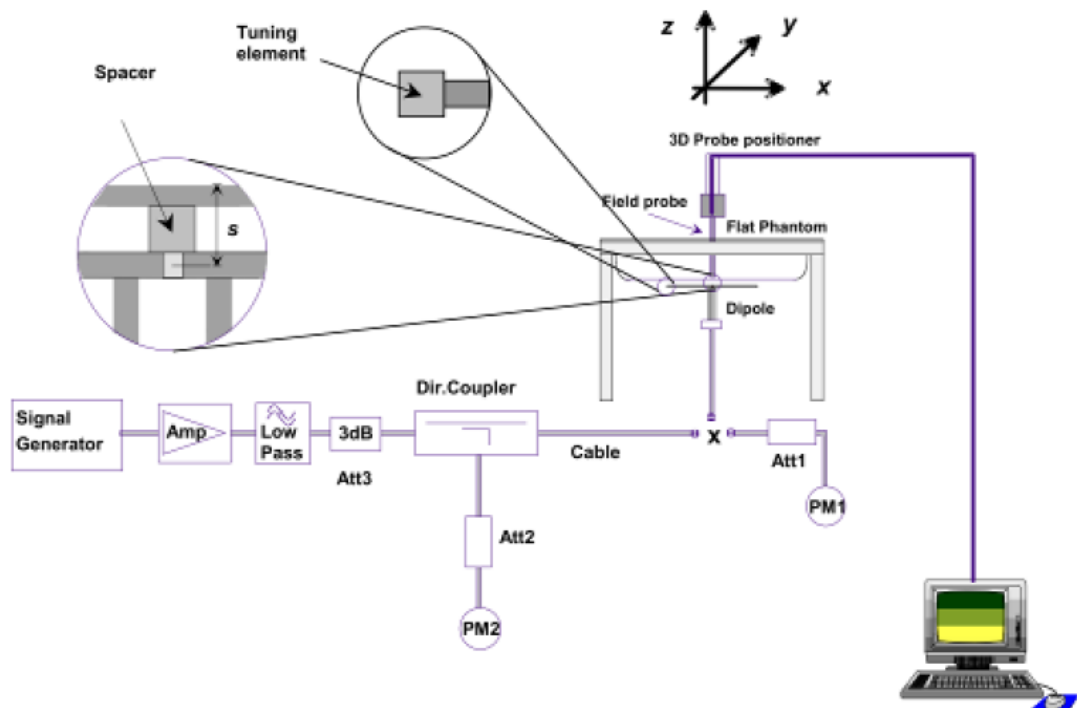 Tuning
element
Spacer
z
y
x
3D Probe positioner
Field probe
Flat Phantom
s
Dipole
Dir.Coupler
Signal
Generator
Amp
Low
Pass
3dB
Att3
Cable
X
Att1
PM1
Att2
PM2